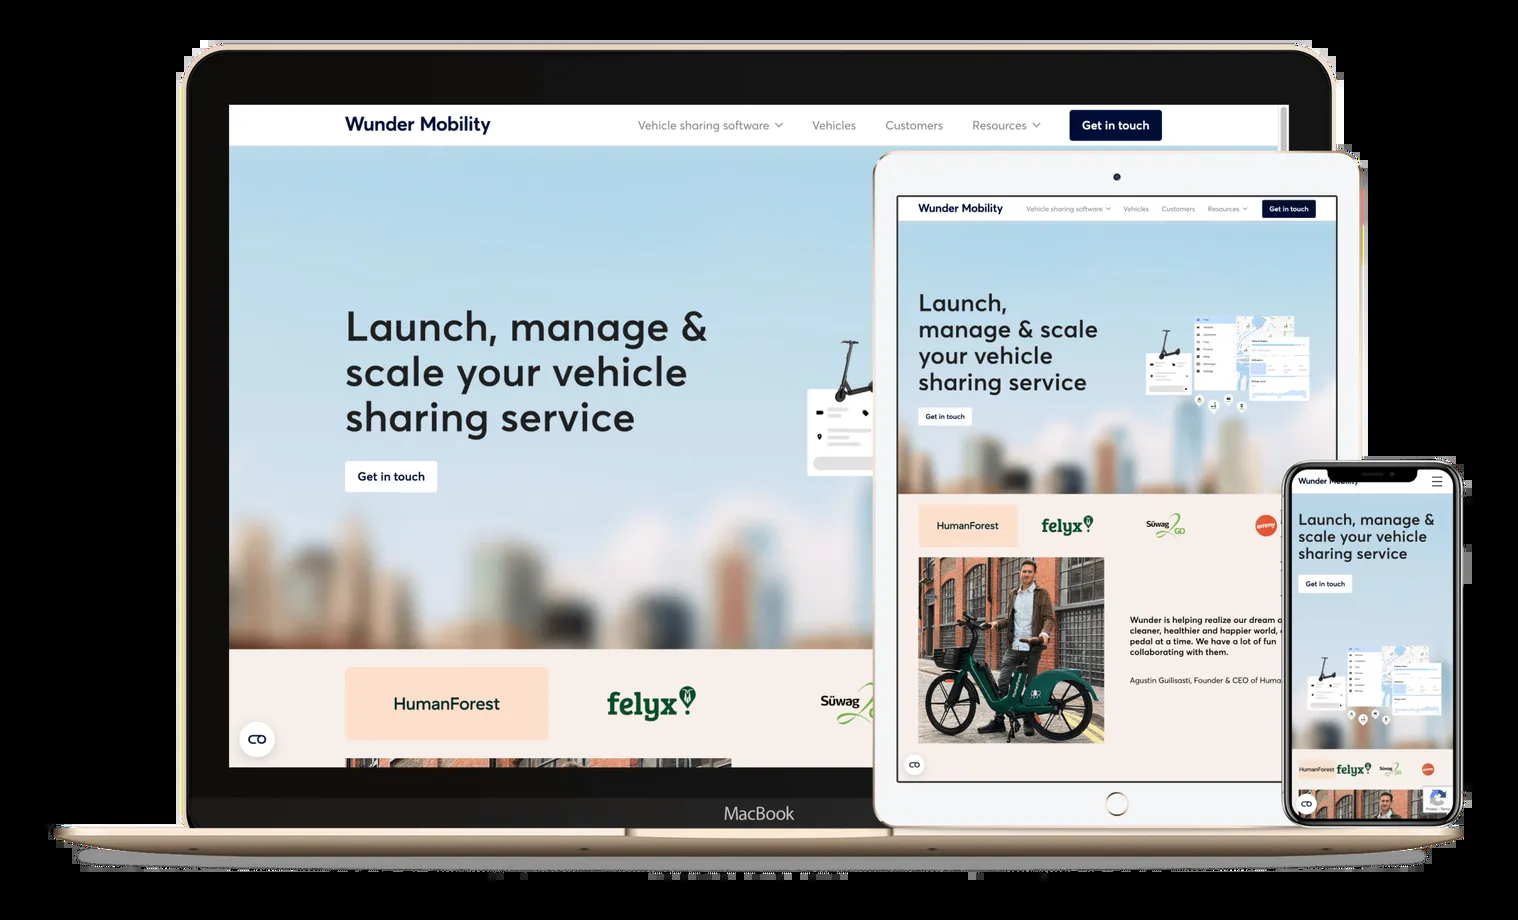 Wunder Mobility
Vehicle sharing software
Vehicles
Customers
Resources
Get in touch
Launch, manage &
scale your vehicle
sharing service
Get in touch
HumanForest
felyx
Süwag
MacBook
Wunder Mobility
Vehicle sharing software
Vehicles
Customers
Resources
Get in touch
Launch,
manage & scale
your vehicle
sharing service
Get in touch
HumanForest
felyx
Süwag
2GO
emmy
Wunder is helping realize our dream
cleaner, healthier and happier world,
pedal at a time. We have a lot of fun
collaborating with them.
Agustin Guilisasti, Founder & CEO of Huma
Wunder Mobility
Launch, manage &
scale your vehicle
sharing service
Get in touch
HumanForest
felyx
Süwag
2GO
emmy